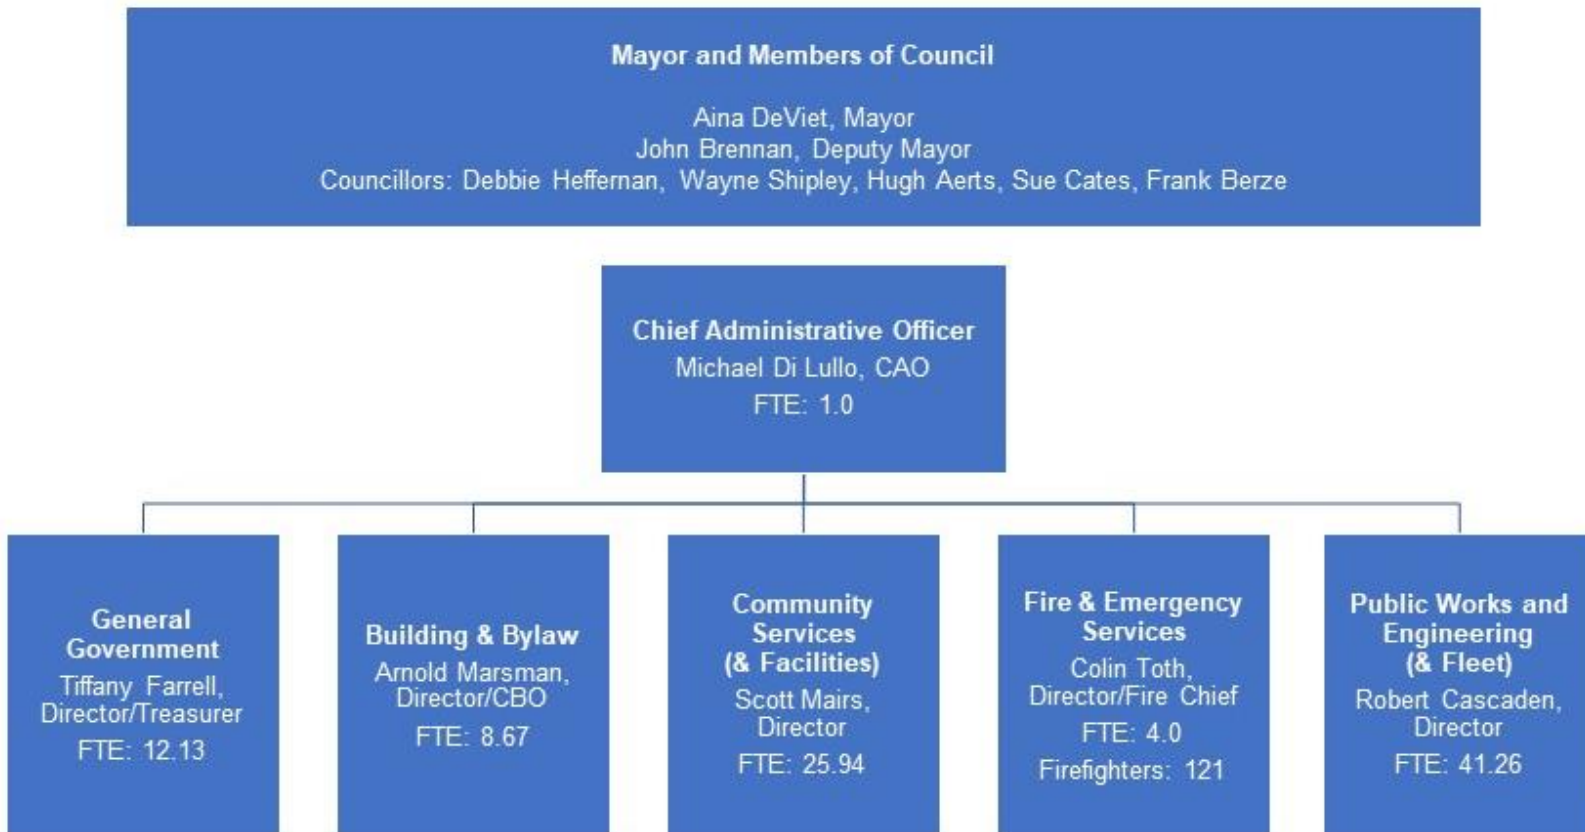 Mayor and Members of Council
Aina DeViet, Mayor
John Brennan, Deputy Mayor
Councillors: Debbie Heffernan, Wayne Shipley, Hugh Aerts, Sue Cates, Frank Berze
Chief Administrative Officer
Michael Di Lullo, CAO
FTE: 1.0
General
Government
Tiffany Farrell,
Director/Treasurer
FTE: 12.13
Building & Bylaw
Arnold Marsman,
Director/CBO
FTE: 8.67
Community
Services
(& Facilities)
Scott Mairs,
Director
FTE: 25.94
Fire & Emergency
Services
Colin Toth,
Director/Fire Chief
FTE: 4.0
Firefighters: 121
Public Works and
Engineering
(& Fleet)
Robert Cascaden,
Director
FTE: 41.26